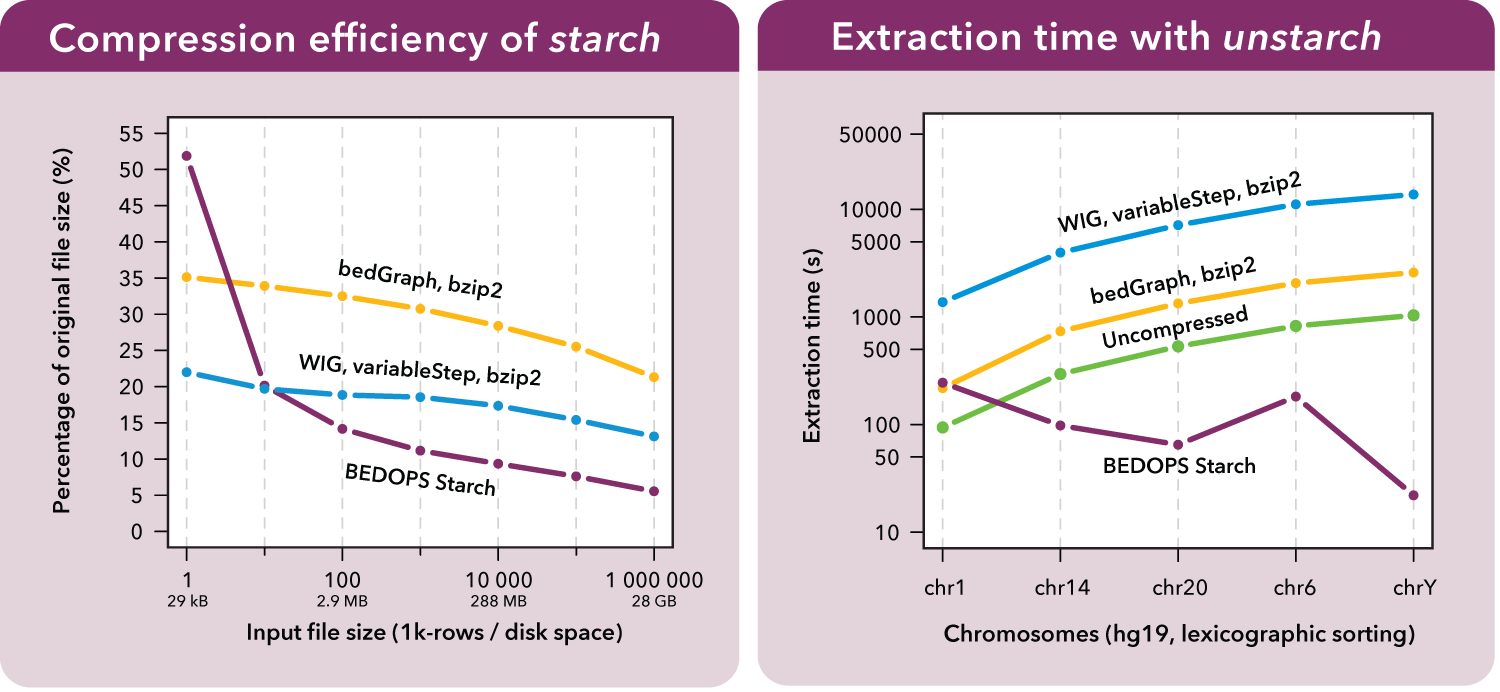 Compression efficiency of starch
55
50
45
40
35
30
25
20
15
10
5
0
Percentage of original file size (%)
bedGraph, bzip2
WIG, variableStep, bzip2
BEDOPS Starch
1 100 10 000 1 000 000
29 kB 2.9 MB 288 MB 28 GB
Input file size (1k-rows / disk space)
Extraction time with unstarch
50000
10000
5000
1000
500
100
50
10
Extraction time (s)
WIG, variableStep, bzip2
bedGraph, bzip2
Uncompressed
BEDOPS Starch
chr1 chr14 chr20 chr6 chrY
Chromosomes (hg19, lexicographic sorting)